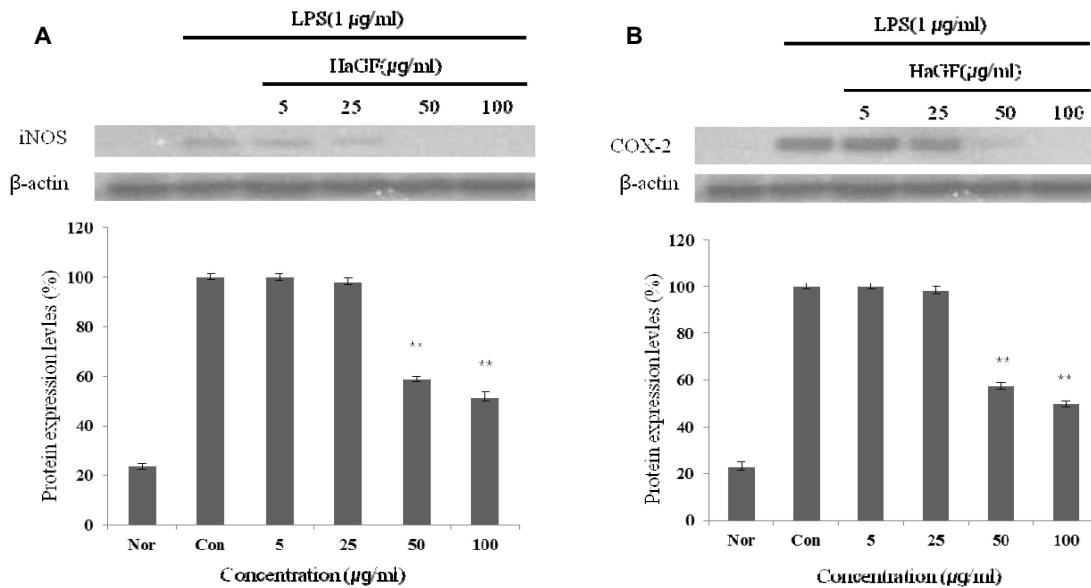 A
LPS(1 µg/ml)
HaGF(µg/ml)
5 25 50 100
iNOS
β-actin
120
100
80
60
40
20
0
Protein expression levles (%)
**
**
Nor Con 5 25 50 100
Concentration (µg/ml)
B
LPS(1 µg/ml)
HaGF(µg/ml)
5 25 50 100
COX-2
β-actin
120
100
80
60
40
20
0
Protein expression levles (%)
**
**
Nor Con 5 25 50 100
Concentration (µg/ml)